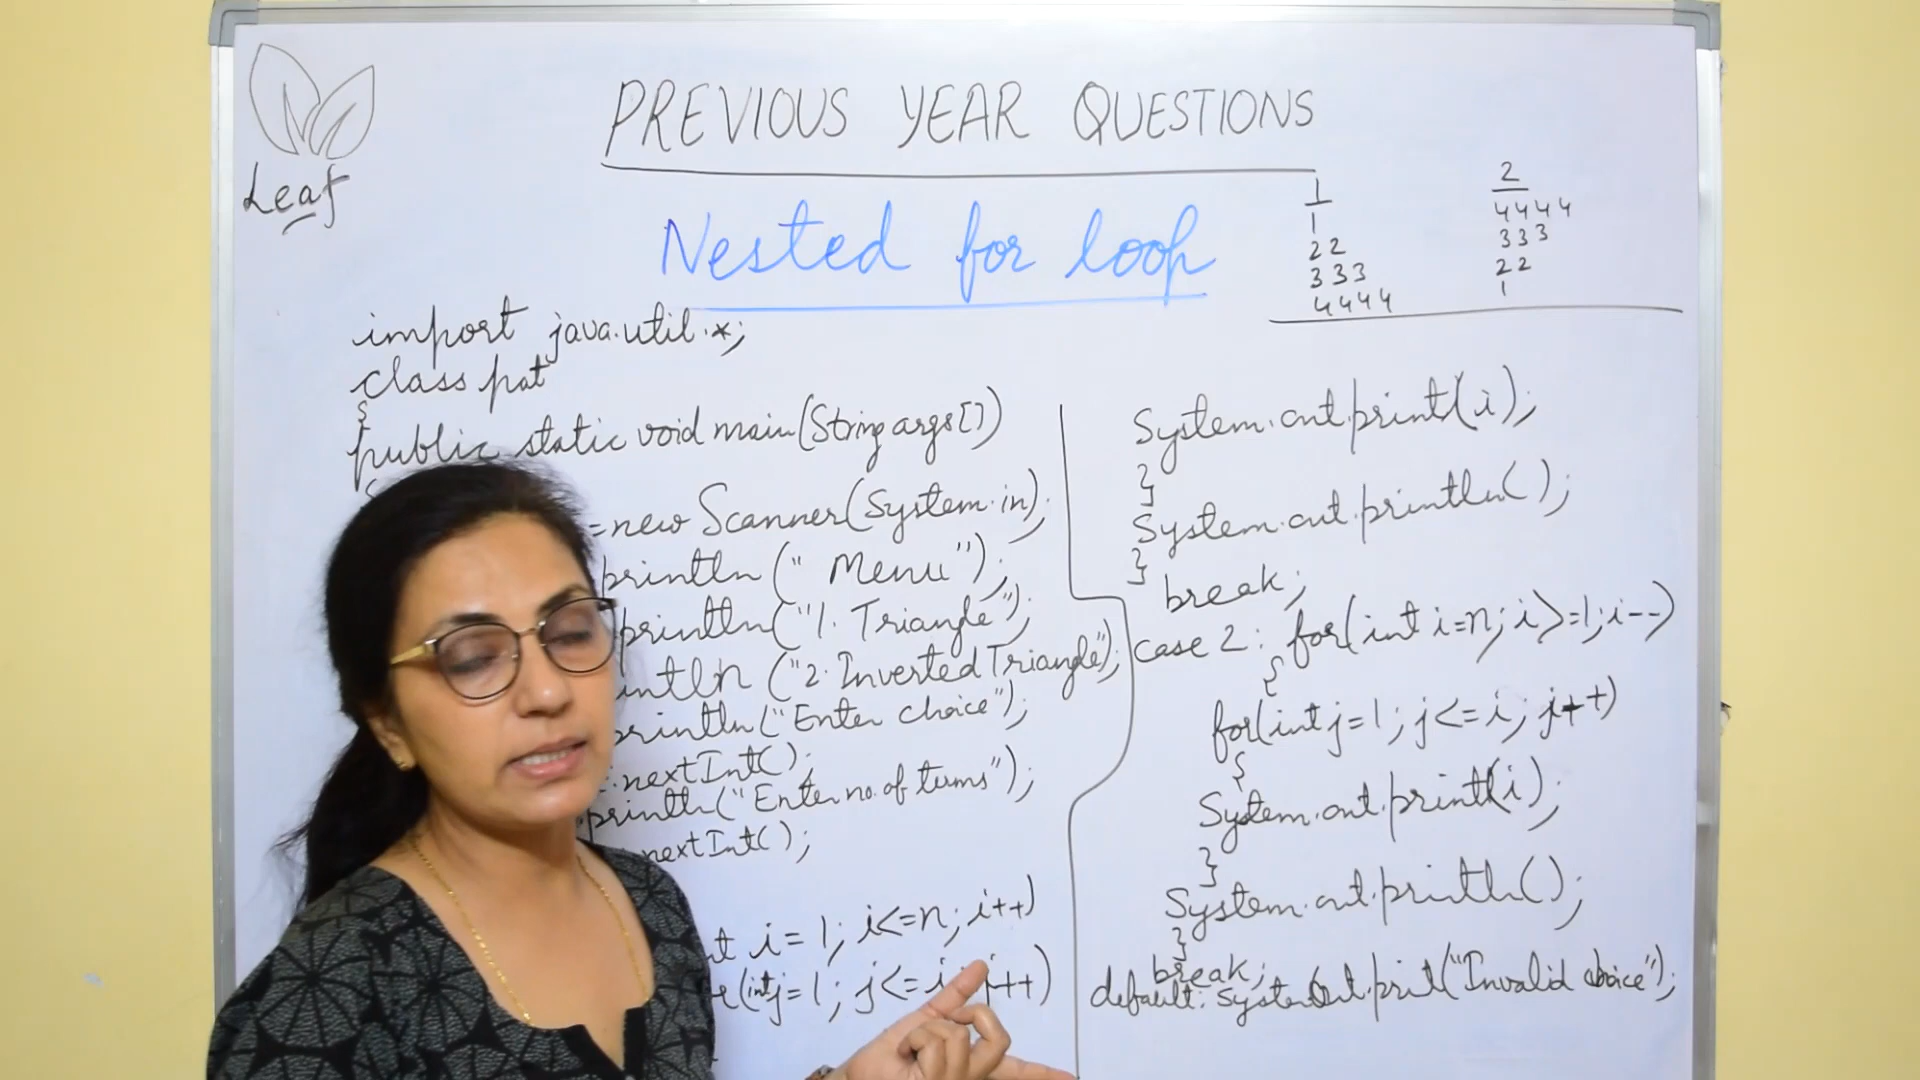 Leaf
PREVIOUS YEAR QUESTIONS
Nested for loop
1
1
22
333
4444
2
4444
333
22
1
import java.util.*;
class pat
{
public static void main(String args[])
=new Scanner(System.in);
println(" Menu");
println("1. Triangle");
intln("2. Inverted Triangle");
println("Enter choice");
.nextInt();
println("Enter no. of terms");
nextInt();
nt i=1; i<=n; i++)
r(int j=1; j<=i; j++)
System.out.print(i);
}
System.out.println();
}
break;
case 2: for(int i=n; i>=1; i--)
{
for(int j=1; j<=i; j++)
{
System.out.print(i);
}
System.out.println();
}
break;
default: System.out.print("Invalid choice");